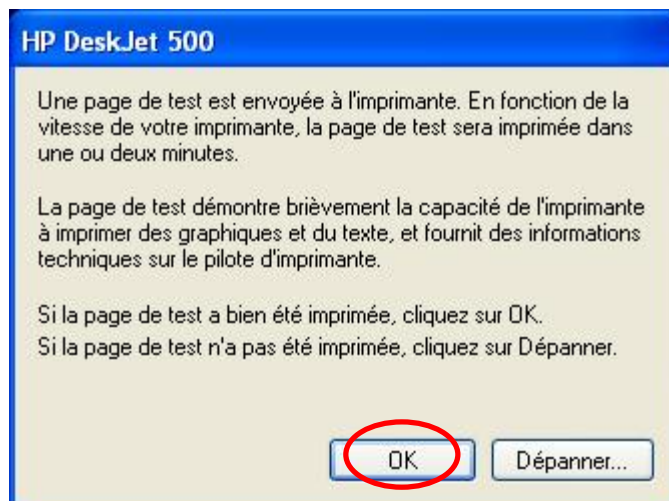 HP DeskJet 500
Une page de test est envoyée à l'imprimante. En fonction de la
vitesse de votre imprimante, la page de test sera imprimée dans
une ou deux minutes.
La page de test démontre brièvement la capacité de l'imprimante
à imprimer des graphiques et du texte, et fournit des informations
techniques sur le pilote d'imprimante.
Si la page de test a bien été imprimée, cliquez sur OK.
Si la page de test n'a pas été imprimée, cliquez sur Dépanner.
OK
Dépanner...